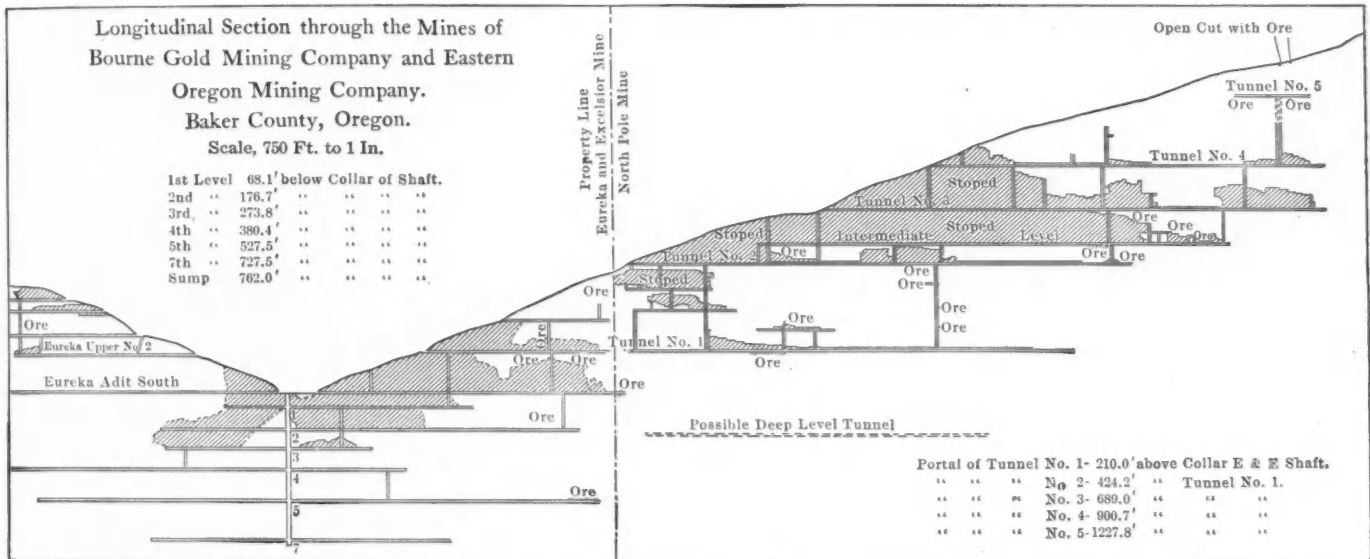 Longitudinal Section through the Mines of
Bourne Gold Mining Company and Eastern
Oregon Mining Company.
Baker County, Oregon.
Scale, 750 Ft. to 1 In.
1st Level 68.1' below Collar of Shaft.
2nd " 176.7' " " " "
3rd, " 273.8' " " " "
4th " 380.4' " " " "
5th " 527.5' " " " "
7th " 727.5' " " " "
Sump 762.0' " " " "
Property Line
Eureka and Excelsior Mine
North Pole Mine
Open Cut with Ore
Tunnel No. 5
Ore Ore
Tunnel No. 4
Stoped
Tunnel No. 3
Stoped Stoped Ore
Intermediate Level Ore Ore
Ore Ore
Tunnel No. 2 Ore
Ore
Stoped Ore
Ore
Ore
Ore
Ore
Ore
Ore
Tunnel No. 1
Eureka Upper No. 2
Ore Ore
Ore
Eureka Adit South
Ore
1
Ore
2
3
4
Ore
5
7
Possible Deep Level Tunnel
Portal of Tunnel No. 1- 210.0' above Collar E & E Shaft.
" " " No 2- 424.2' " Tunnel No. 1.
" " " No. 3- 689.0' " " "
" " " No. 4- 900.7' " " "
" " " No. 5-1227.8' " " "